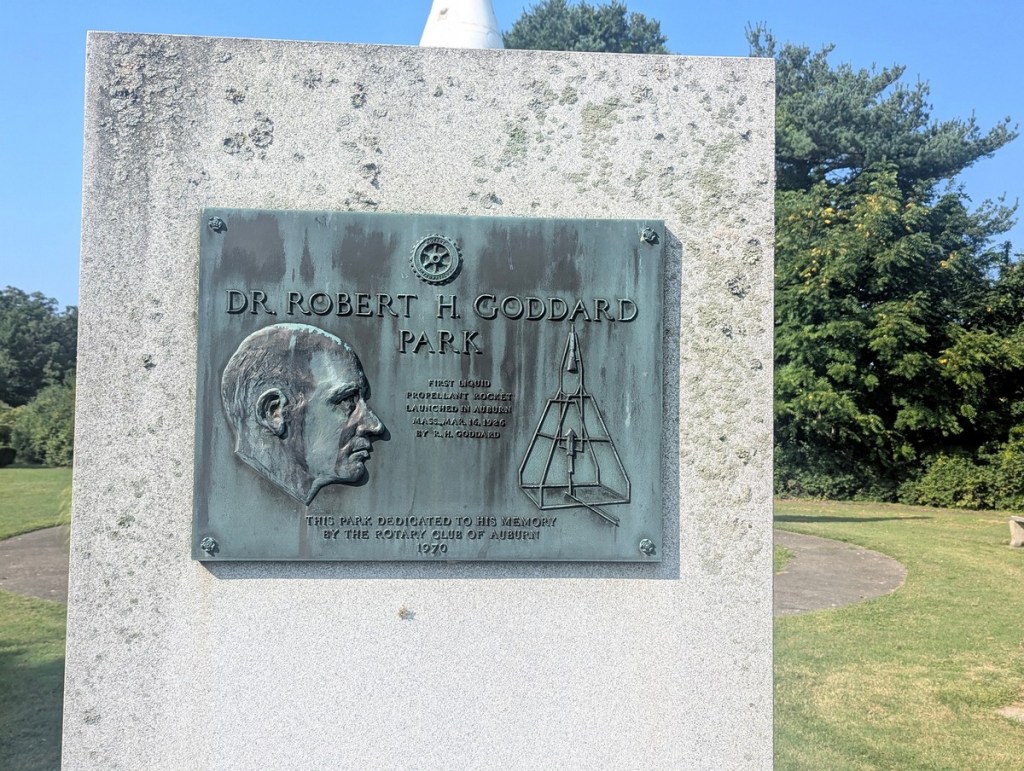 DR. ROBERT H. GODDARD
PARK
FIRST LIQUID
PROPELLANT ROCKET
LAUNCHED IN AUBURN
MASS., MAR. 16, 1926
BY R. H. GODDARD
THIS PARK DEDICATED TO HIS MEMORY
BY THE ROTARY CLUB OF AUBURN
1970